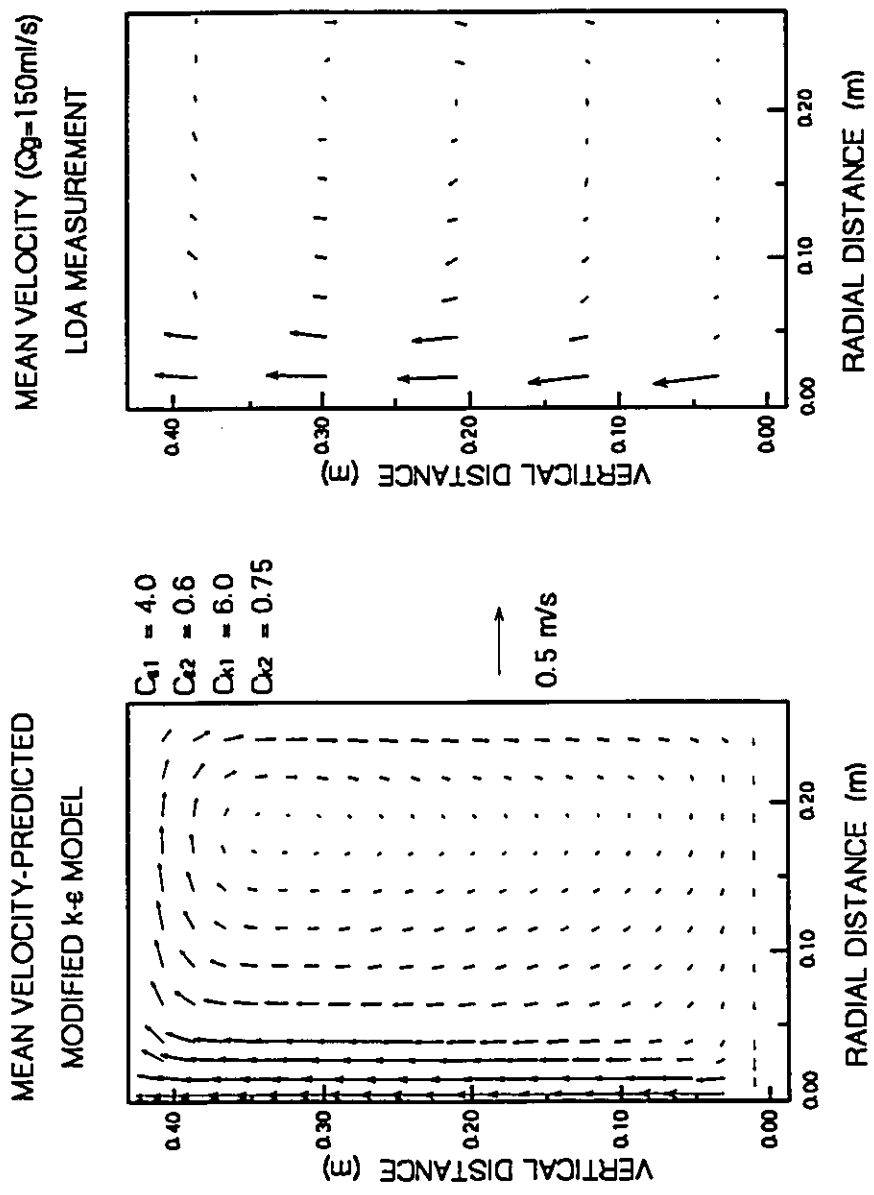 MEAN VELOCITY-PREDICTED
MODIFIED k-ε MODEL
Cε1 = 4.0
Cε2 = 0.6
Ck1 = 6.0
Ck2 = 0.75
0.5 m/s
VERTICAL DISTANCE (m)
0.40
0.30
0.20
0.10
0.00
0.00
0.10
0.20
RADIAL DISTANCE (m)
MEAN VELOCITY (Qg=150ml/s)
LDA MEASUREMENT
VERTICAL DISTANCE (m)
0.40
0.30
0.20
0.10
0.00
0.00
0.10
0.20
RADIAL DISTANCE (m)